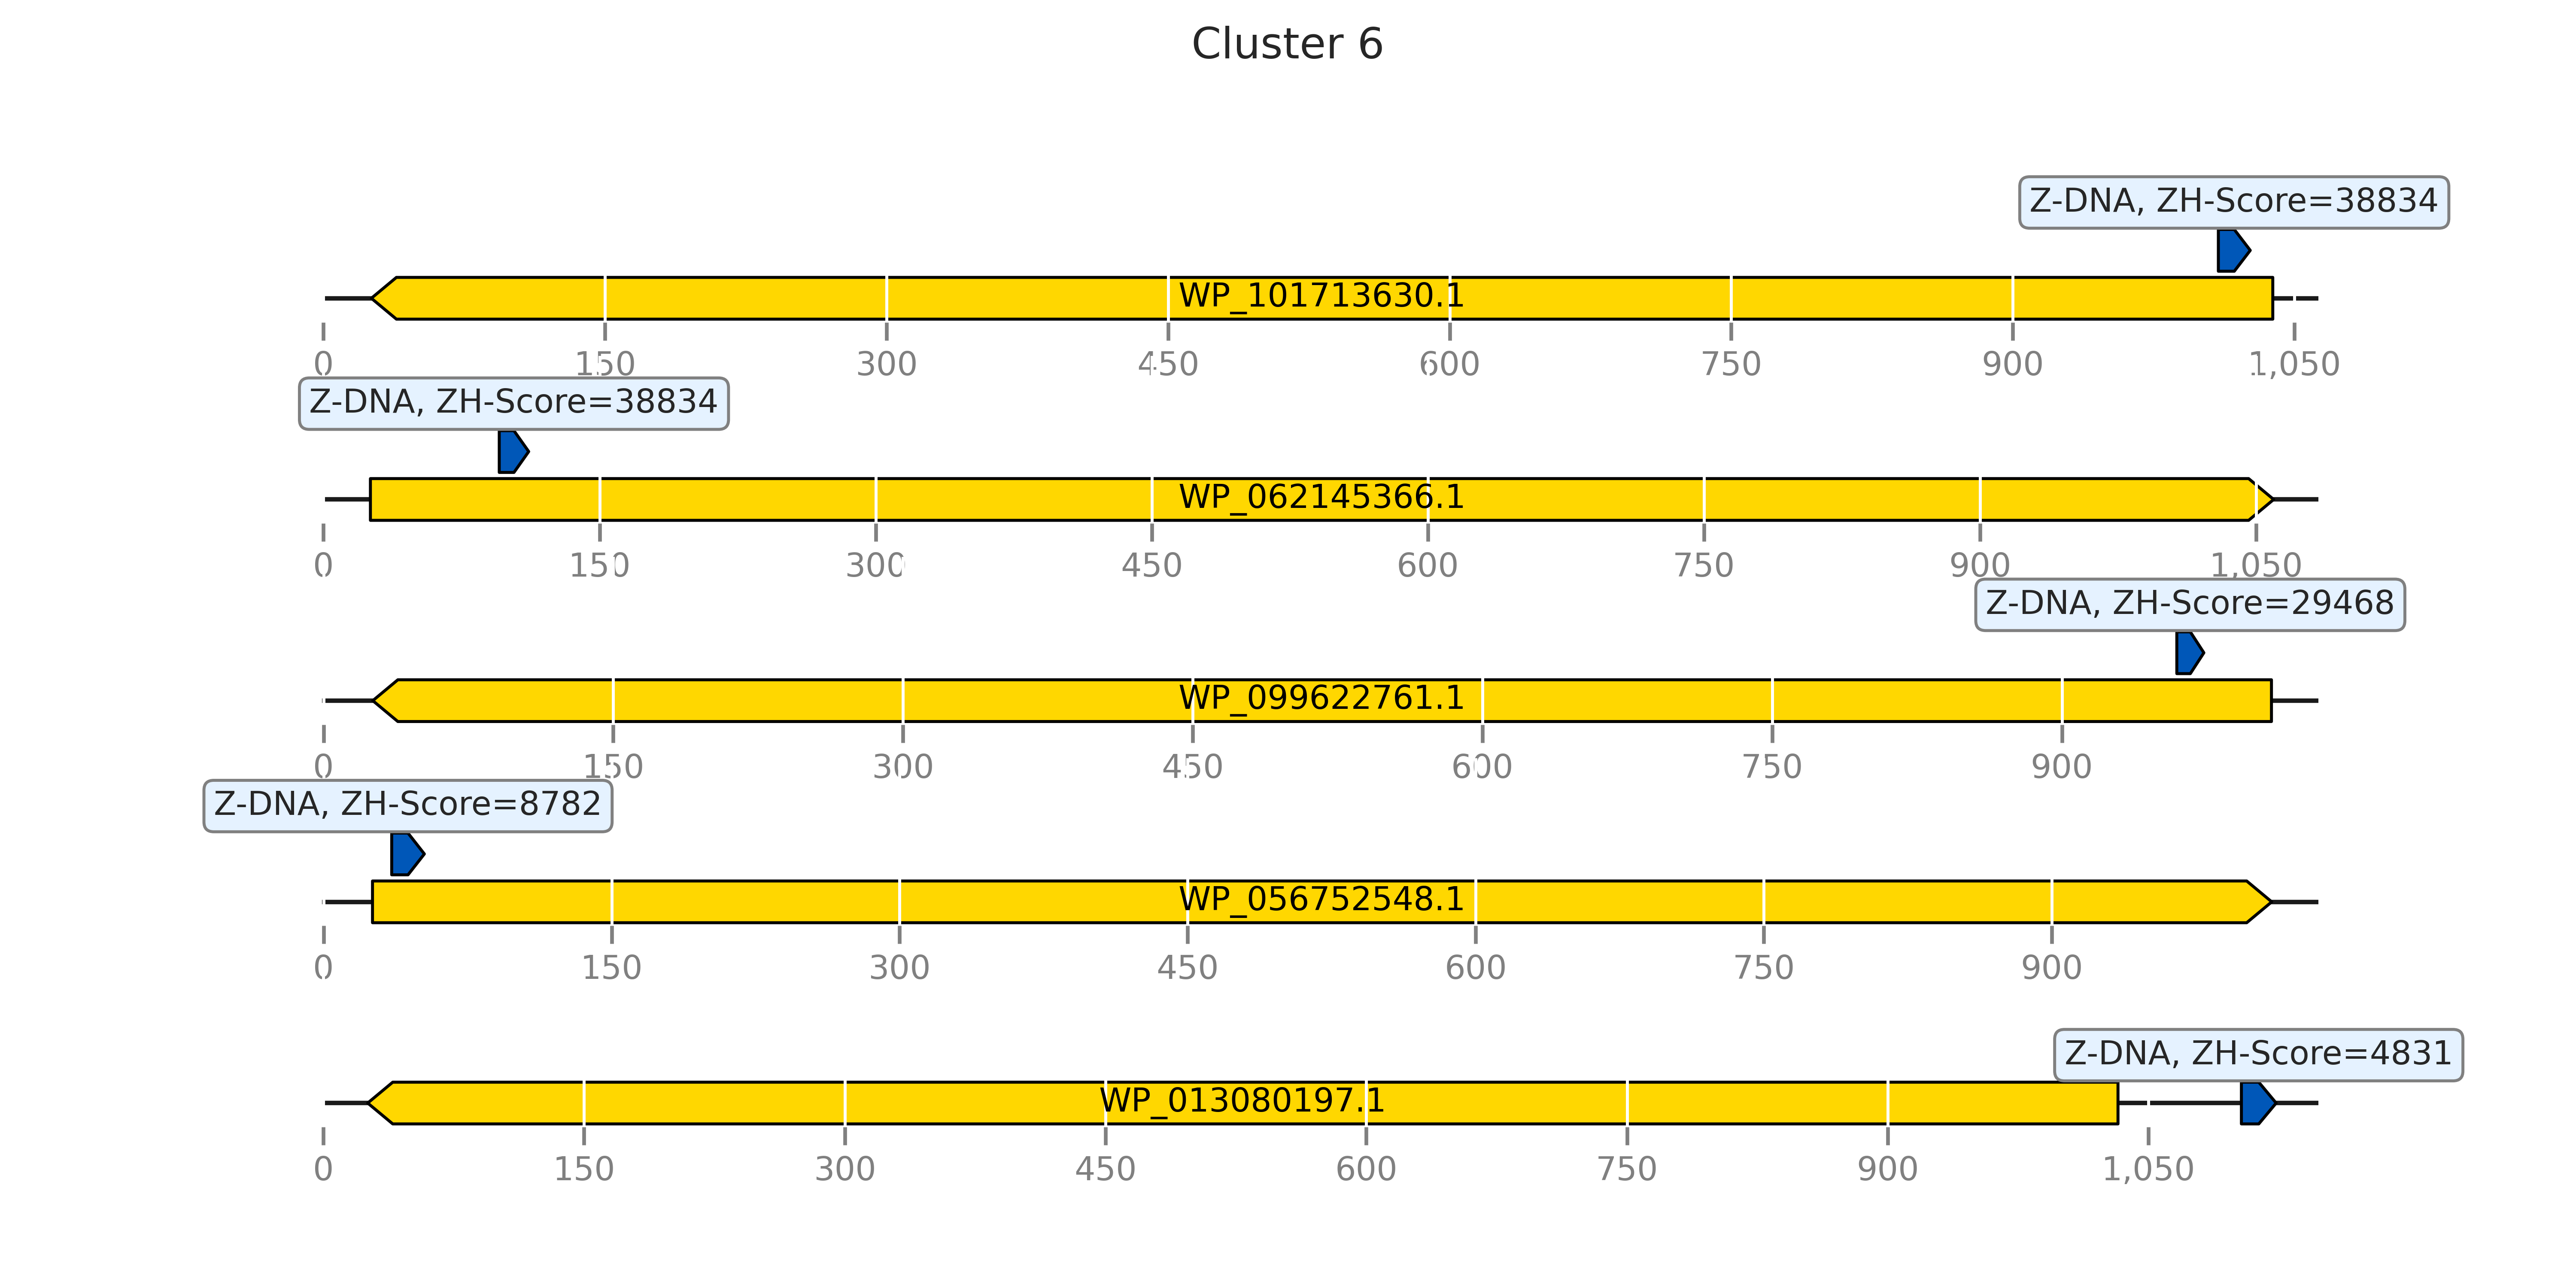 Cluster 6
Z-DNA, ZH-Score=38834
WP_101713630.1
0 150 300 450 600 750 900 1,050
Z-DNA, ZH-Score=38834
WP_062145366.1
0 150 300 450 600 750 900 1,050
Z-DNA, ZH-Score=29468
WP_099622761.1
0 150 300 450 600 750 900
Z-DNA, ZH-Score=8782
WP_056752548.1
0 150 300 450 600 750 900
Z-DNA, ZH-Score=4831
WP_013080197.1
0 150 300 450 600 750 900 1,050